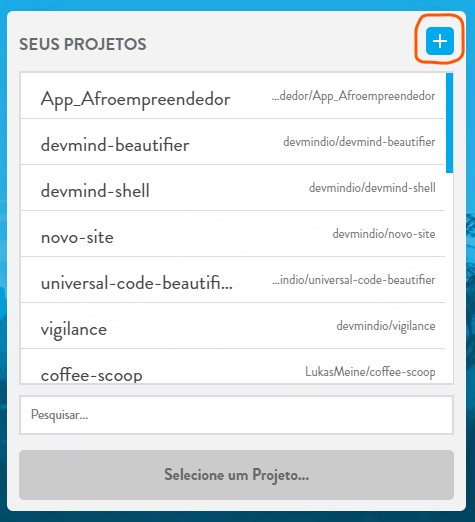 SEUS PROJETOS
App_Afroempreendedor ...dedor/App_Afroempreendedor
devmind-beautifier devmindio/devmind-beautifier
devmind-shell devmindio/devmind-shell
novo-site devmindio/novo-site
universal-code-beautifi... ...indio/universal-code-beautifier
vigilance devmindio/vigilance
coffee-scoop LukasMeine/coffee-scoop
Pesquisar...
Selecione um Projeto...